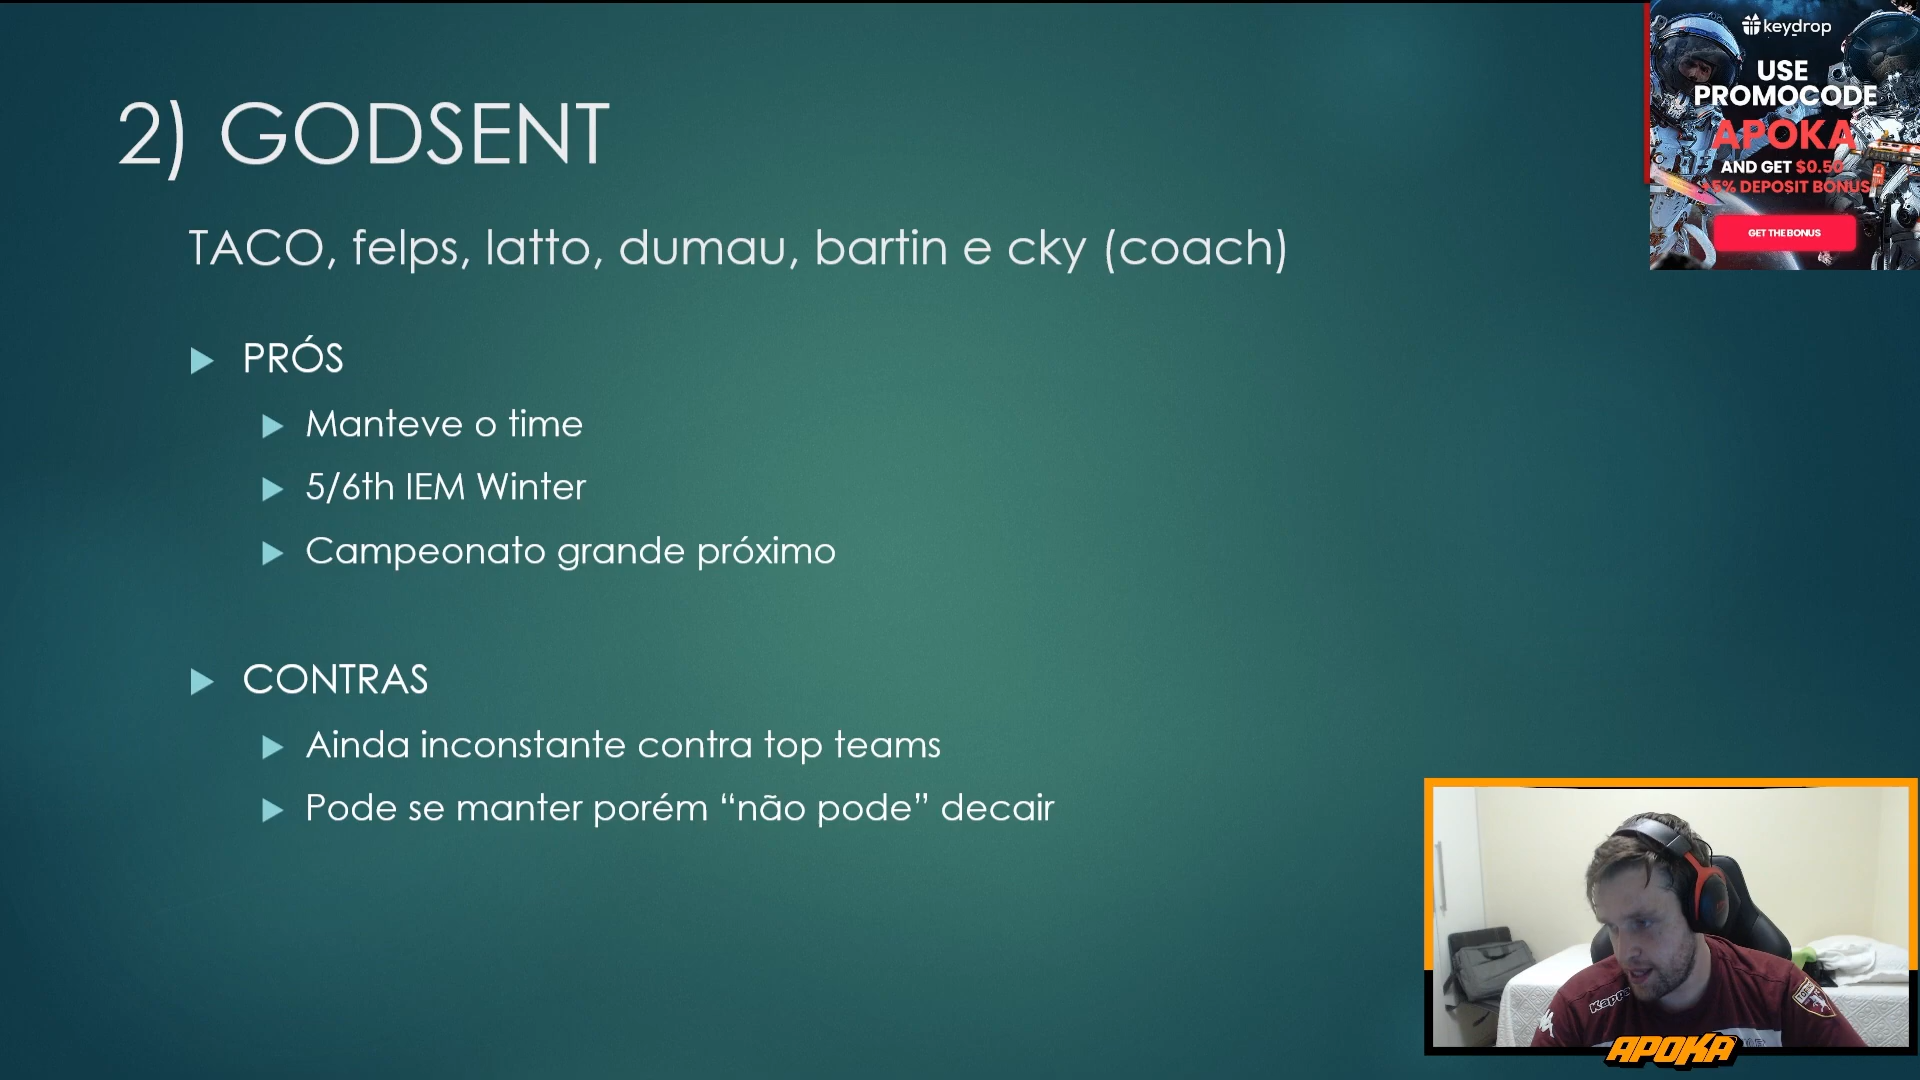 2) GODSENT
TACO, felps, latto, dumau, bartin e cky (coach)
PRÓS
Manteve o time
5/6th IEM Winter
Campeonato grande próximo
CONTRAS
Ainda inconstante contra top teams
Pode se manter porém “não pode” decair
keydrop
USE
PROMOCODE
APOKA
AND GET $0.50
+5% DEPOSIT BONUS
GET THE BONUS
Kappa
APOKA